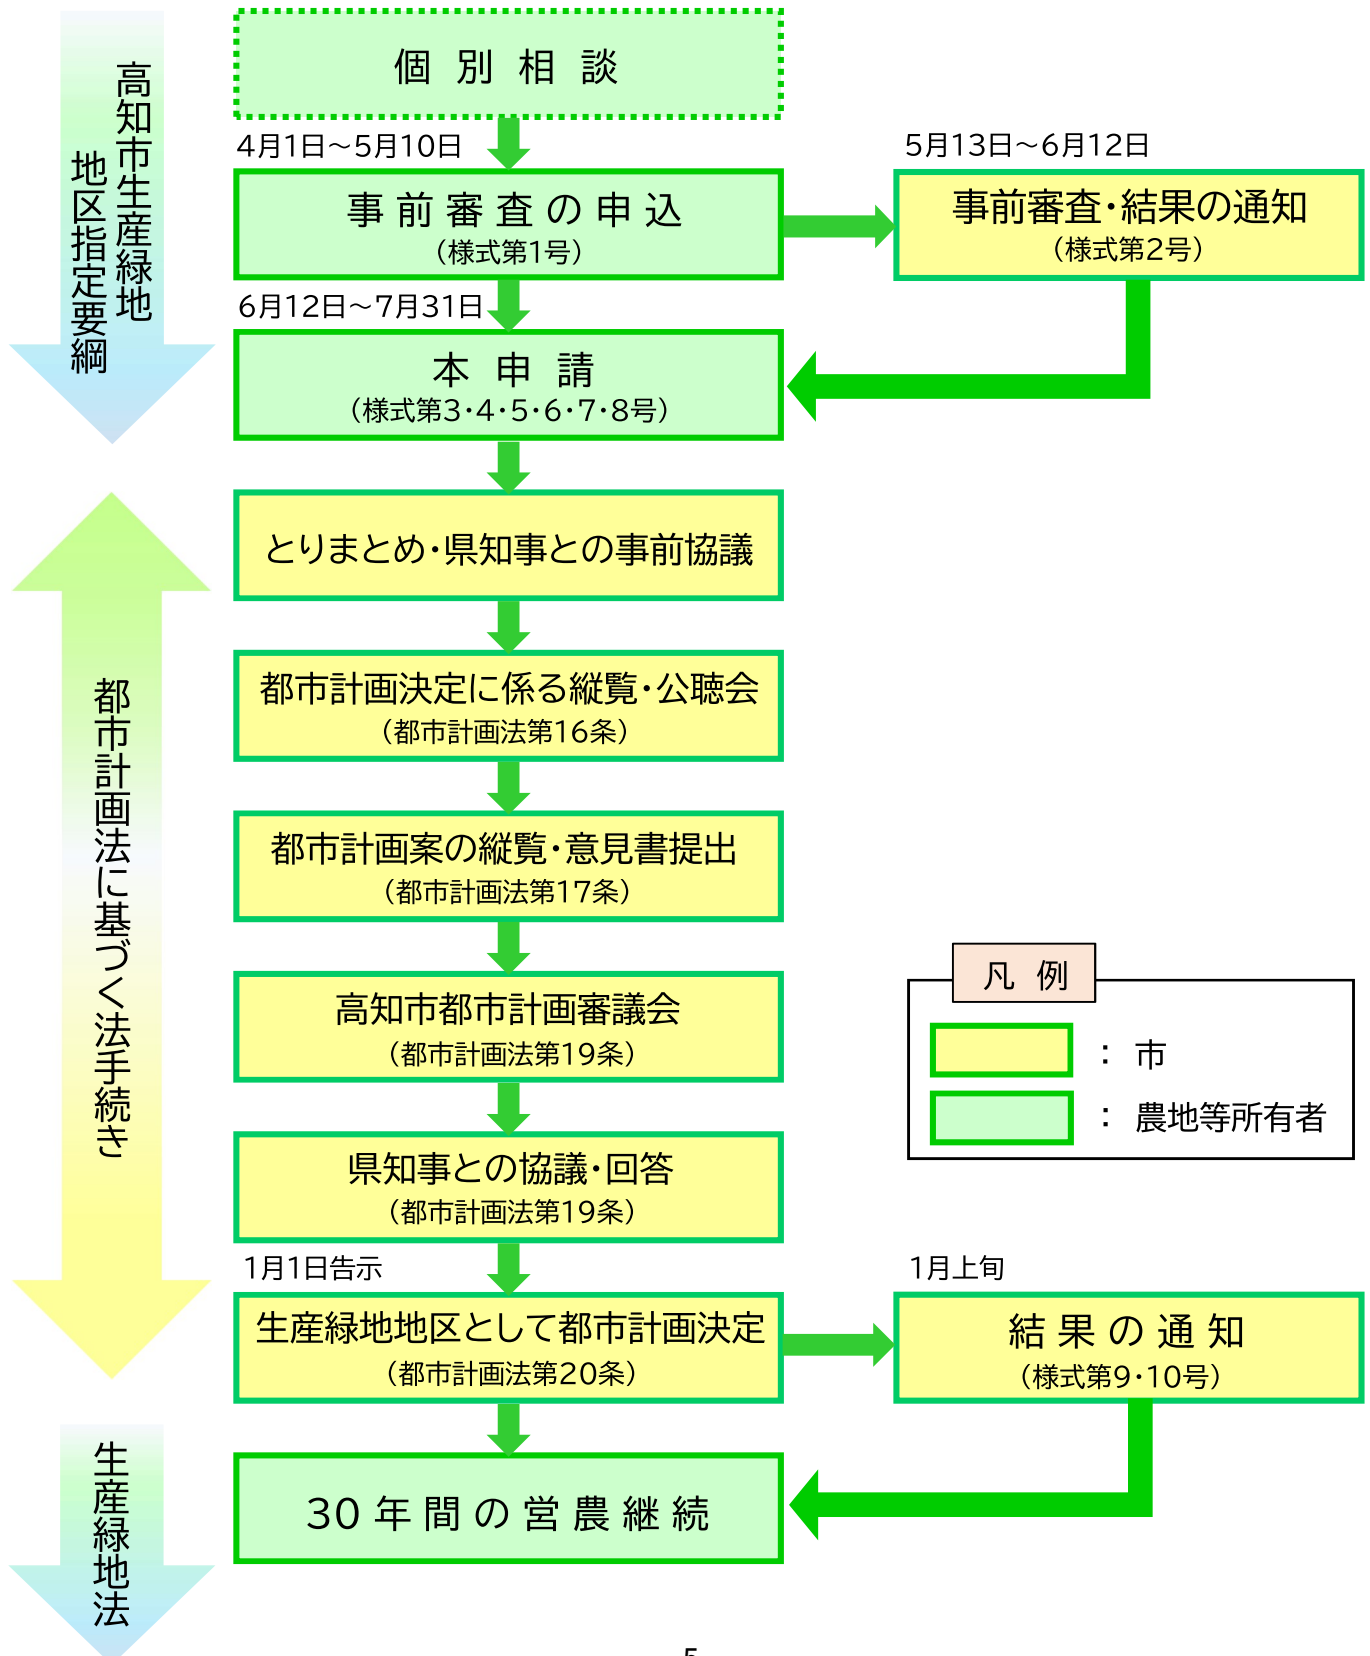 高知市生産緑地
地区指定要綱
個別相談
4月1日～5月10日
5月13日～6月12日
事前審査の申込
（様式第1号）
事前審査・結果の通知
（様式第2号）
6月12日～7月31日
本申請
（様式第3・4・5・6・7・8号）
都市計画法に基づく法手続き
とりまとめ・県知事との事前協議
都市計画決定に係る縦覧・公聴会
（都市計画法第16条）
都市計画案の縦覧・意見書提出
（都市計画法第17条）
高知市都市計画審議会
（都市計画法第19条）
凡例
：市
：農地等所有者
県知事との協議・回答
（都市計画法第19条）
1月1日告示
1月上旬
生産緑地地区として都市計画決定
（都市計画法第20条）
結果の通知
（様式第9・10号）
生産緑地法
30年間の営農継続
5